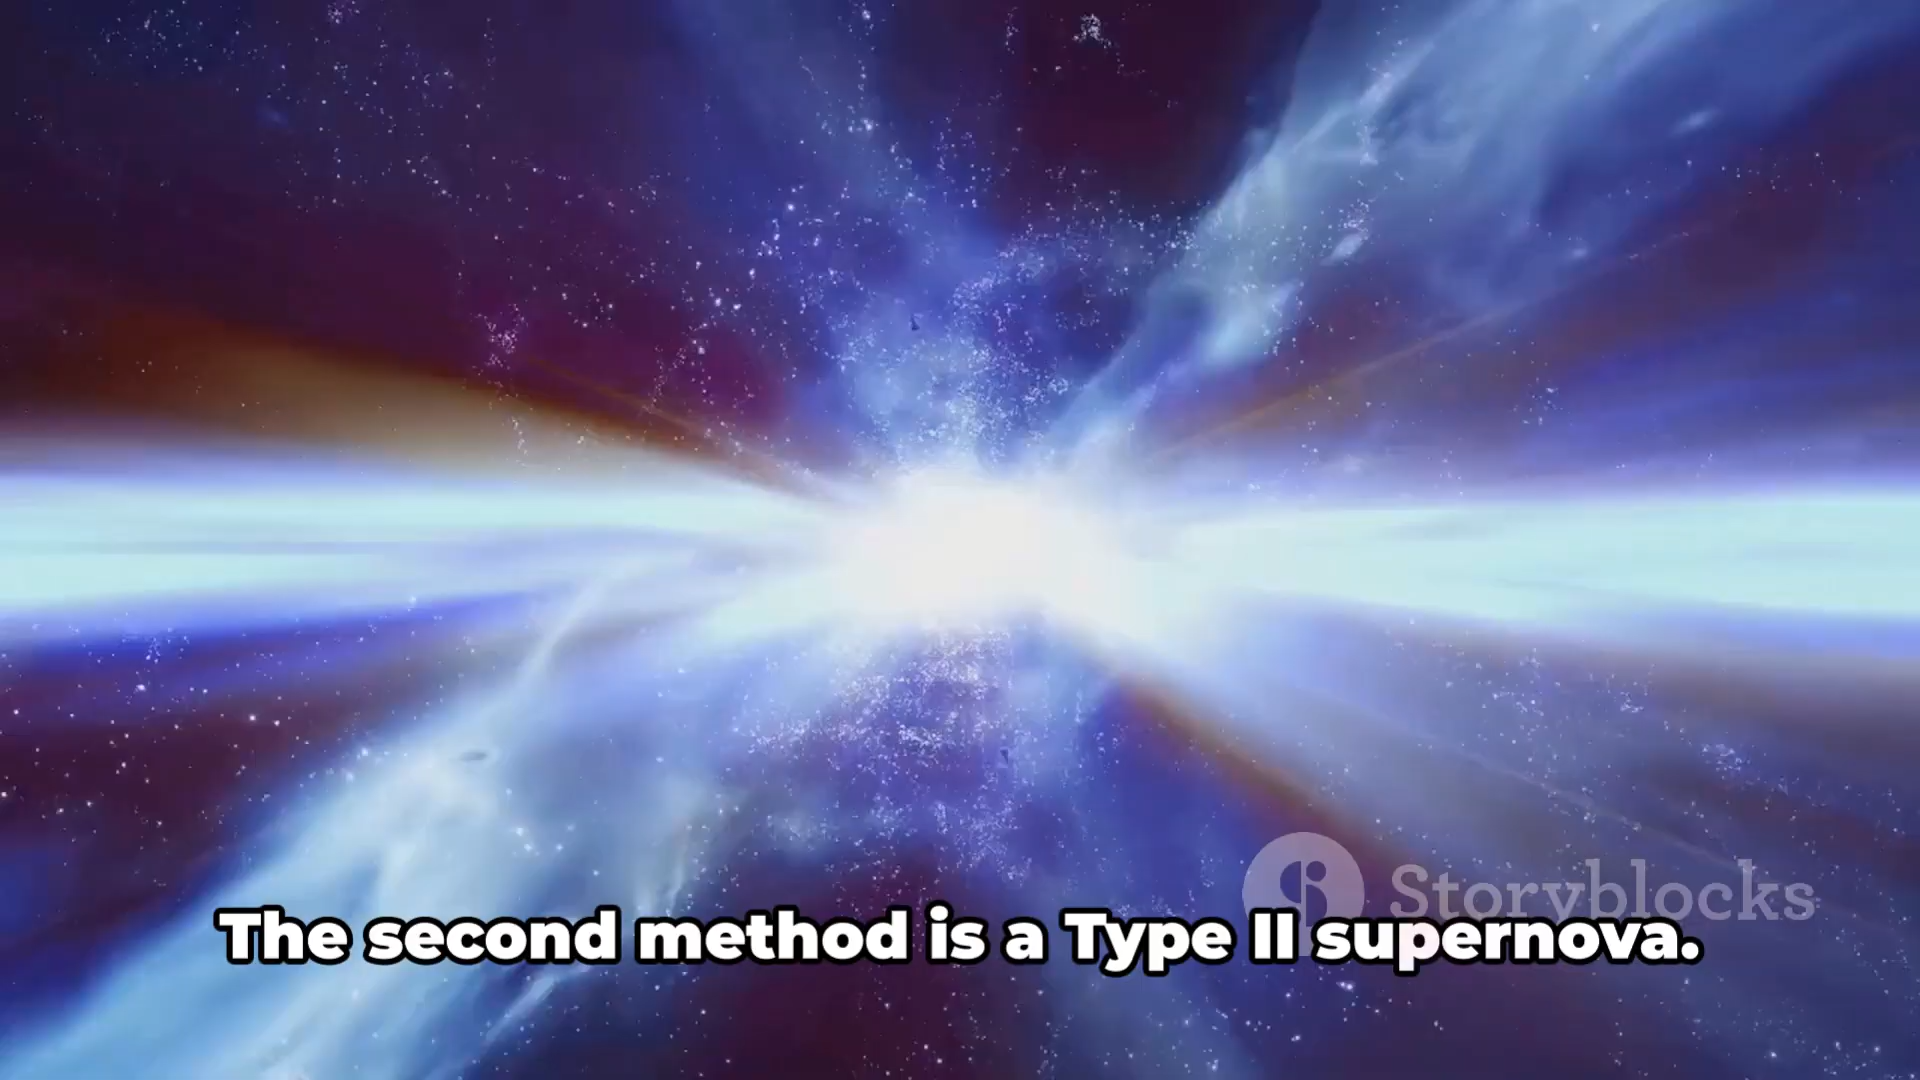 Storyblocks
The second method is a Type II supernova.